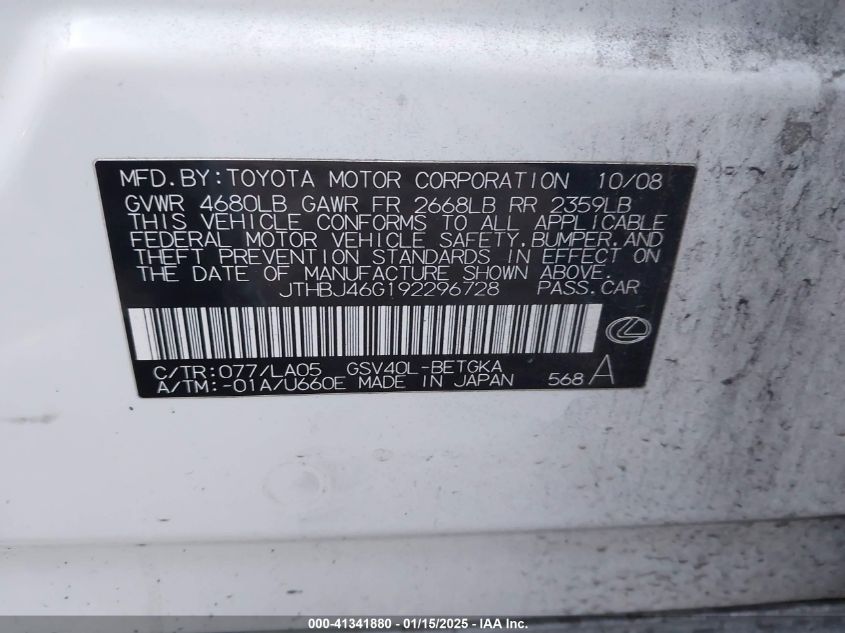 MFD.BY:TOYOTA MOTOR CORPORATION 10/08
GVWR 4680LB GAWR FR 2668LB RR 2359LB
THIS VEHICLE CONFORMS TO ALL APPLICABLE
FEDERAL MOTOR VEHICLE SAFETY,BUMPER,AND
THEFT PREVENTION STANDARDS IN EFFECT ON
THE DATE OF MANUFACTURE SHOWN ABOVE.
JTHBJ46G192296728 PASS.CAR
C/TR:077/LA05 GSV40L-BETGKA
A/TM:-01A/U660E MADE IN JAPAN 568 A
000-41341880 - 01/15/2025 - IAA Inc.